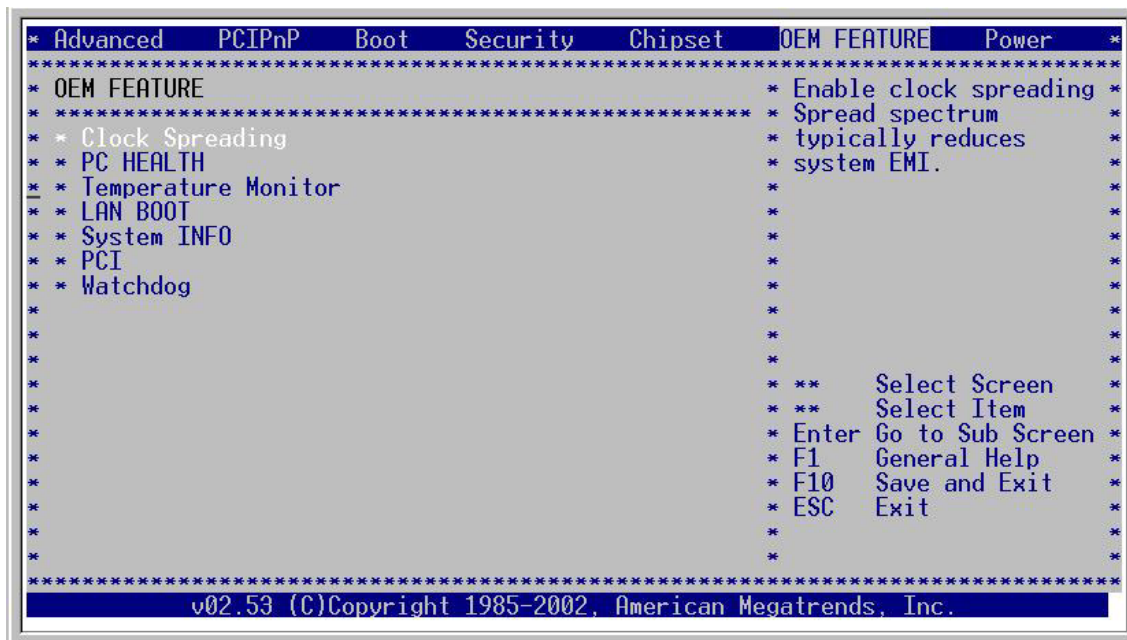 * Advanced PCIPnP Boot Security Chipset OEM FEATURE Power *
********************************************************************************
* OEM FEATURE * Enable clock spreading *
* *************************************************** * Spread spectrum *
* * Clock Spreading * typically reduces *
* * PC HEALTH * system EMI. *
* * Temperature Monitor * *
* * LAN BOOT * *
* * System INFO * *
* * PCI * *
* * Watchdog * *
* * *
* * *
* * *
* * ** Select Screen *
* * ** Select Item *
* * Enter Go to Sub Screen *
* * F1 General Help *
* * F10 Save and Exit *
* * ESC Exit *
* * *
* * *
********************************************************************************
v02.53 (C)Copyright 1985-2002, American Megatrends, Inc.